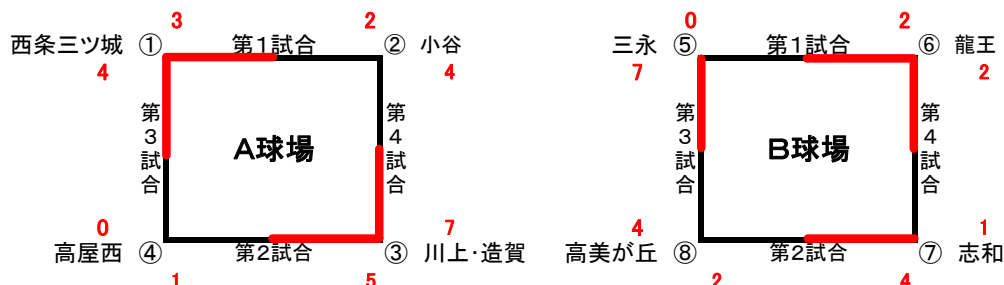 3 2
西条三ツ城 ① 第1試合 ② 小谷
4 4
第3試合 A球場 第4試合
0 7
高屋西 ④ 第2試合 ③ 川上・造賀
1 5
0 2
三永 ⑤ 第1試合 ⑥ 龍王
7 2
第3試合 B球場 第4試合
4 1
高美が丘 ⑧ 第2試合 ⑦ 志和
2 4